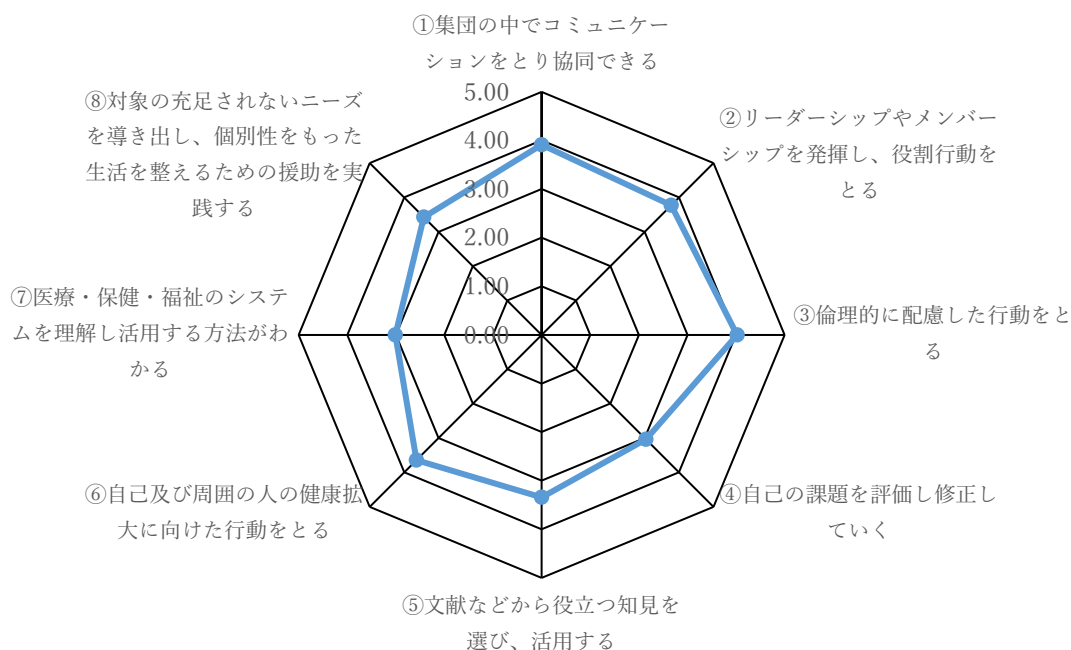 ①集団の中でコミュニケー
ションをとり協同できる
5.00
4.00
3.00
2.00
1.00
0.00
②リーダーシップやメンバー
シップを発揮し、役割行動を
とる
③倫理的に配慮した行動をと
る
④自己の課題を評価し修正し
ていく
⑤文献などから役立つ知見を
選び、活用する
⑥自己及び周囲の人の健康拡
大に向けた行動をとる
⑦医療・保健・福祉のシステ
ムを理解し活用する方法がわ
かる
⑧対象の充足されないニーズ
を導き出し、個別性をもった
生活を整えるための援助を実
践する